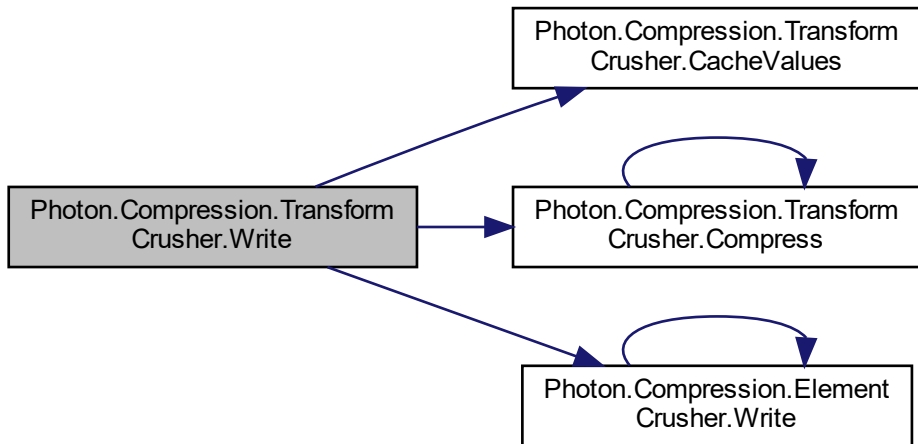 Photon.Compression.Transform
Crusher.CacheValues
Photon.Compression.Transform
Crusher.Write
Photon.Compression.Transform
Crusher.Compress
Photon.Compression.Element
Crusher.Write